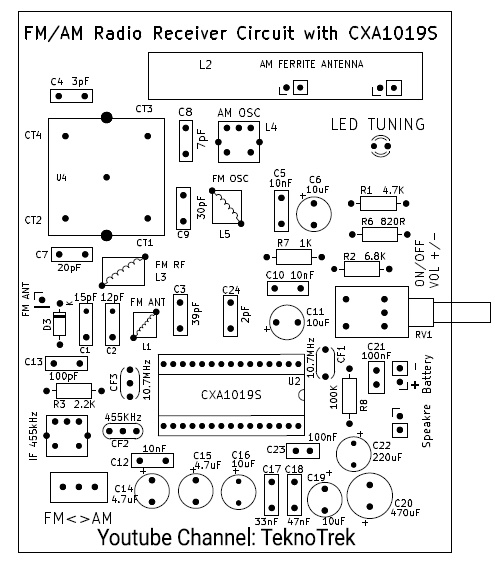 FM/AM Radio Receiver Circuit with CXA1019S
L2 AM FERRITE ANTENNA
C4 3pF
CT3
C8 7pF
AM OSC
L4
LED TUNING
CT4
U4
CT2
CT1
FM OSC
L5
30pF
C9
C5
10nF
C6
10uF
R1 4.7K
R6 820R
R7 1K
R2 6.8K
ON/OFF
VOL +/-
C7
20pF
FM RF
L3
C10 10nF
FM ANT
D3
K
15pF
C1
12pF
C2
FM ANT
L1
C3
39pF
C24
2pF
C11
10uF
RV1
C13
100pF
R3 2.2K
CF3
10.7MHz
CXA1019S
U2
10.7MHz
CF1
100K
R8
C21
100nF
-
+
Battery
Speakre
IF 455kHz
455KHz
CF2
C12
10nF
C23
100nF
C22
220uF
C14
4.7uF
C15
4.7uF
C16
10uF
C17
33nF
C18
47nF
C19
10uF
C20
470uF
FM<>AM
Youtube Channel: TeknoTrek